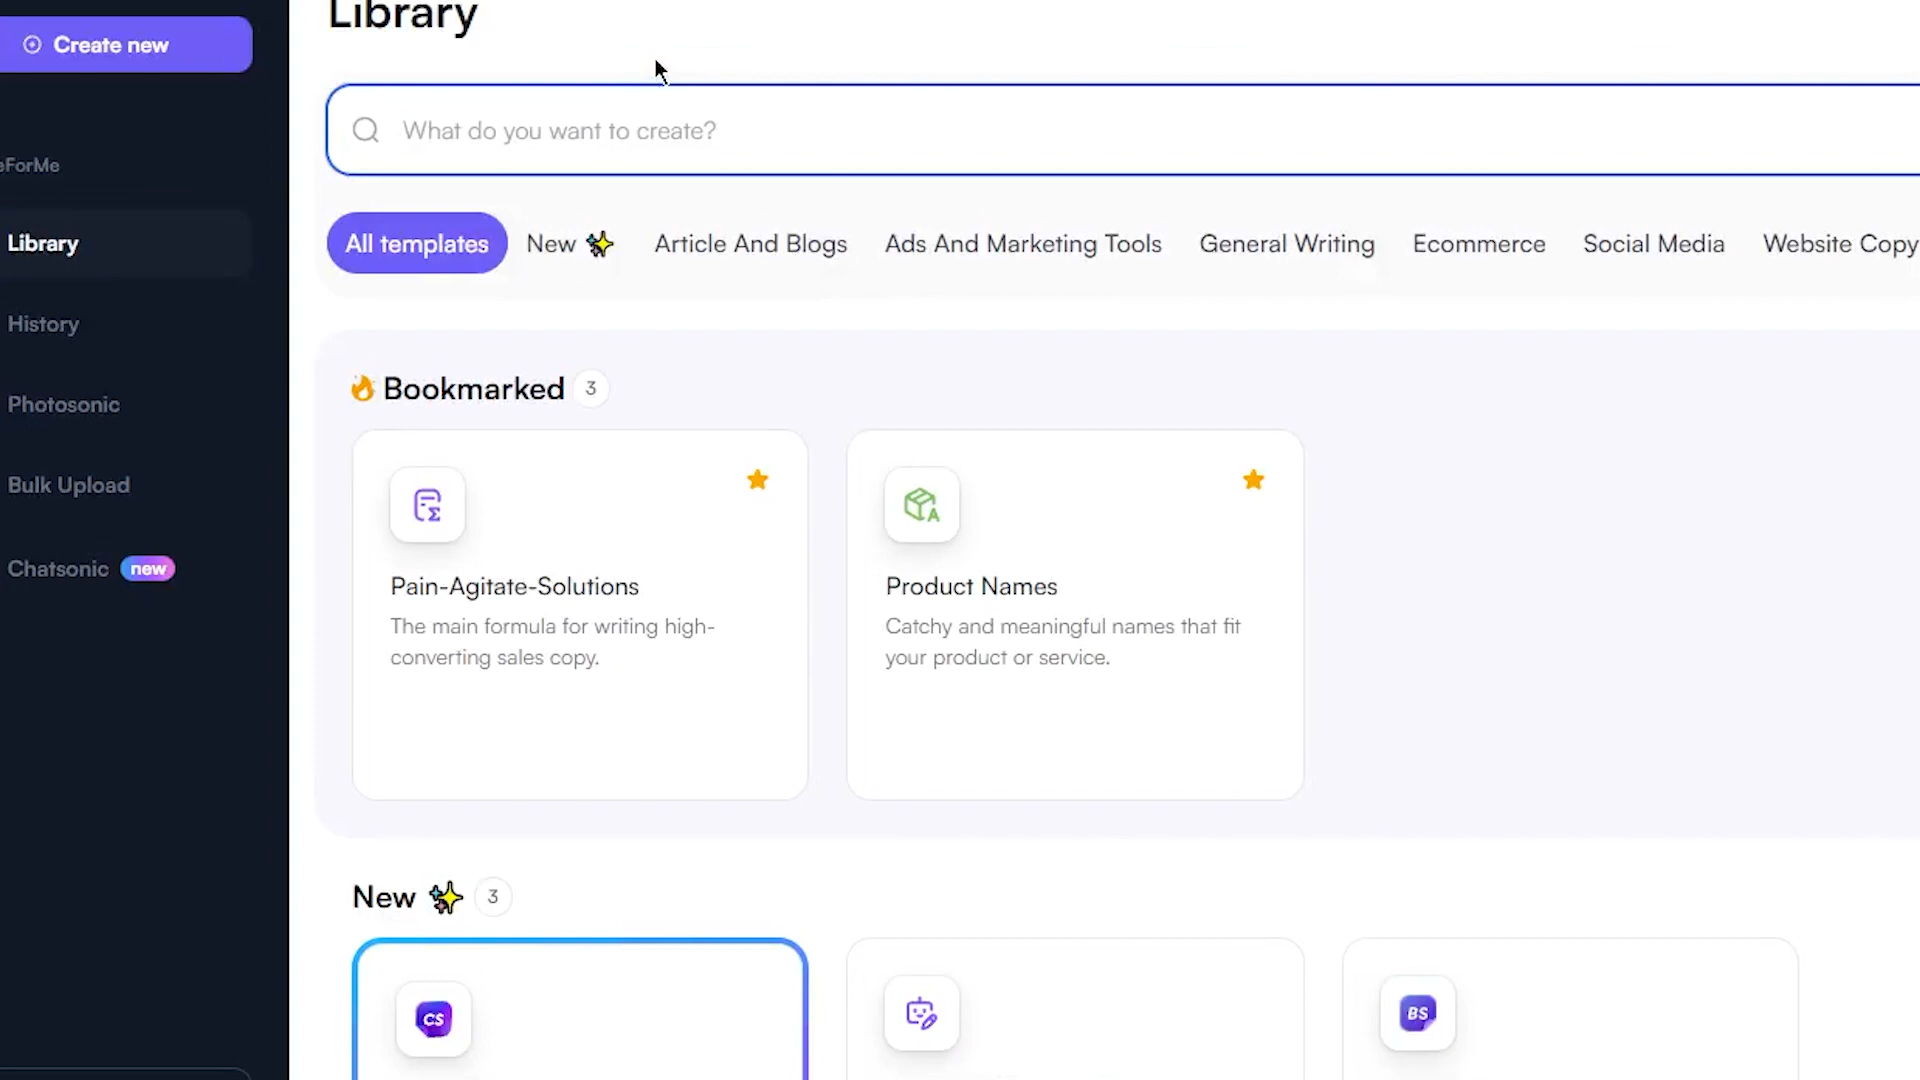 Library
Create new
What do you want to create?
eForMe
Library
All templates
New
Article And Blogs
Ads And Marketing Tools
General Writing
Ecommerce
Social Media
Website Copy
History
Bookmarked
3
Photosonic
Bulk Upload
Chatsonic
new
Pain-Agitate-Solutions
The main formula for writing high-
converting sales copy.
Product Names
Catchy and meaningful names that fit
your product or service.
New
3
CS
BS